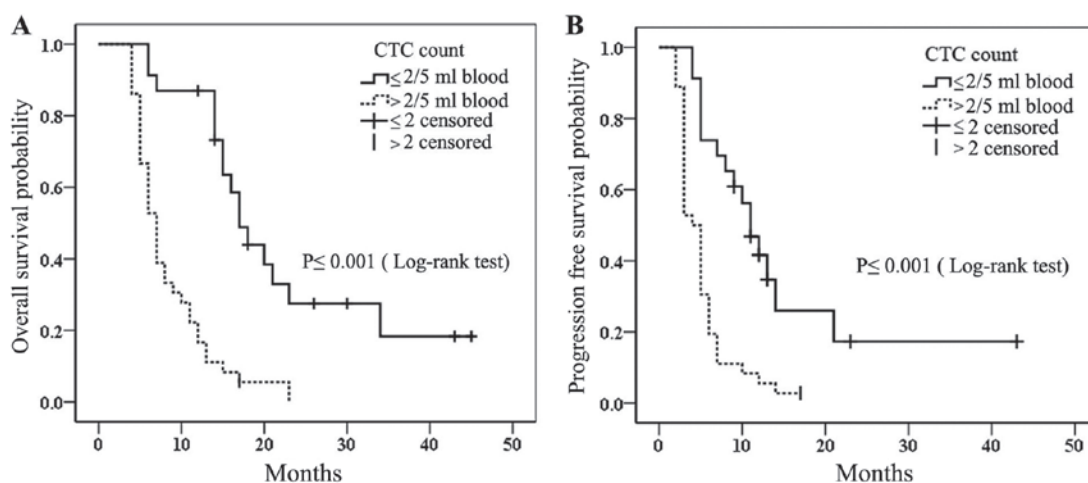 A
CTC count
≤2/5 ml blood
>2/5 ml blood
≤ 2 censored
> 2 censored
P≤ 0.001 ( Log-rank test)
Overall survival probability
1.0
0.8
0.6
0.4
0.2
0.0
0
10
20
30
40
50
Months
B
CTC count
≤2/5 ml blood
>2/5 ml blood
≤ 2 censored
> 2 censored
P≤ 0.001 ( Log-rank test)
Progression free survival probability
1.0
0.8
0.6
0.4
0.2
0.0
0
10
20
30
40
50
Months